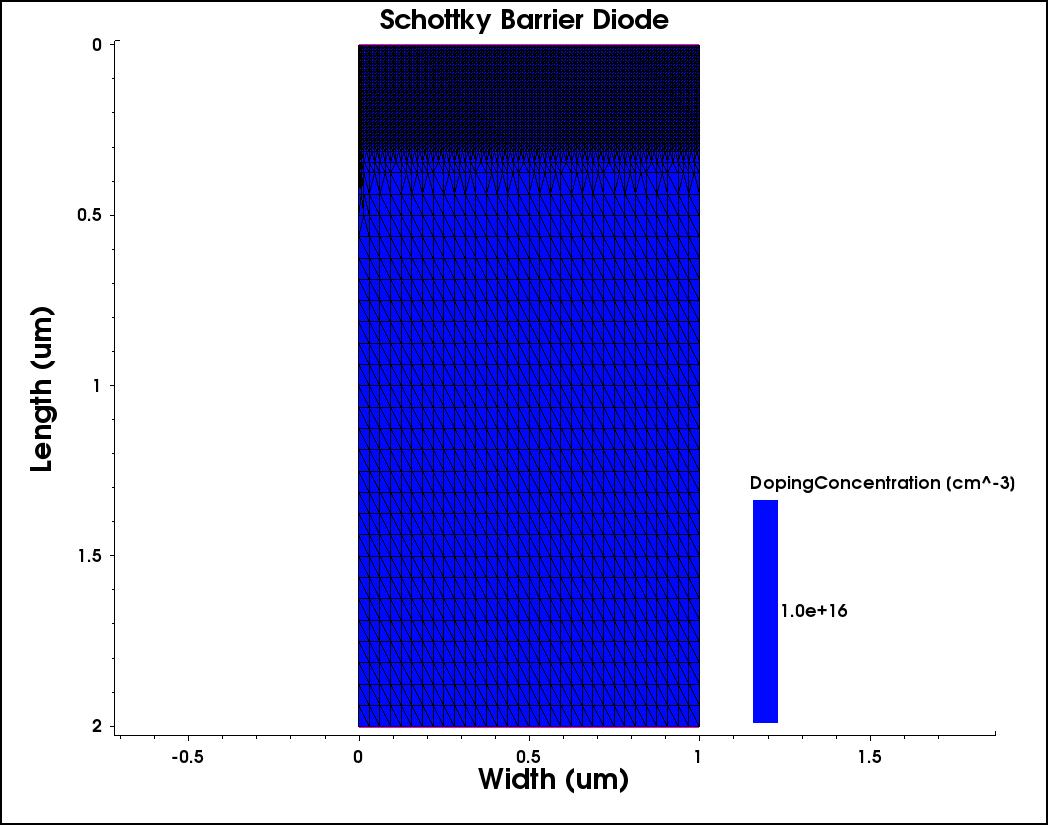 Schottky Barrier Diode
0
0.5
1
1.5
2
Length (um)
DopingConcentration (cm^-3)
1.0e+16
-0.5
0
0.5
1
1.5
Width (um)